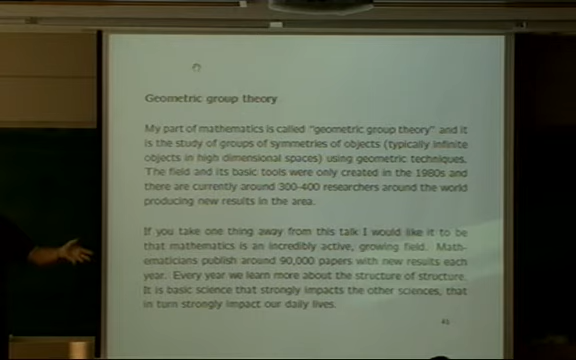 Geometric group theory
My part of mathematics is called "geometric group theory" and it
is the study of groups of symmetries of objects (typically infinite
objects in high dimensional spaces) using geometric techniques.
The field and its basic tools were only created in the 1980s and
there are currently around 300-400 researchers around the world
producing new results in the area.
If you take one thing away from this talk I would like it to be
that mathematics is an incredibly active, growing field. Math-
ematicians publish around 90,000 papers with new results each
year. Every year we learn more about the structure of structure.
It is basic science that strongly impacts the other sciences, that
in turn strongly impact our daily lives.